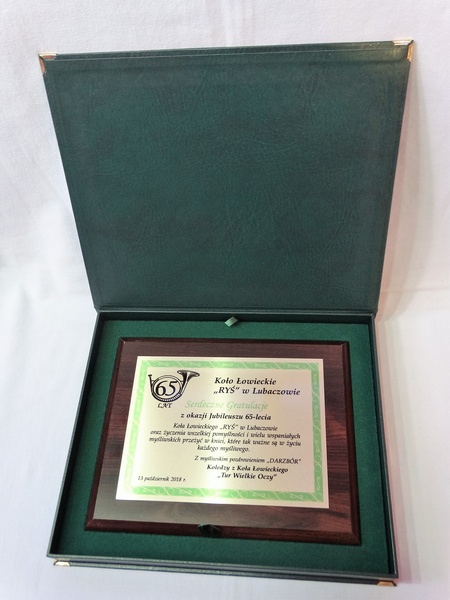 65
LAT
Koło Łowieckie
„RYŚ” w Lubaczowie
Serdeczne Gratulacje
z okazji Jubileuszu 65-lecia
Koła Łowieckiego „RYŚ” w Lubaczowie
oraz życzenia wszelkiej pomyślności i wielu wspaniałych
myśliwskich przeżyć w kniei, które tak ważne są w życiu
każdego myśliwego.
Z myśliwskim pozdrowieniem „DARZBÓR”
Koledzy z Koła Łowieckiego
„Tur Wielkie Oczy”
13 październik 2018 r.